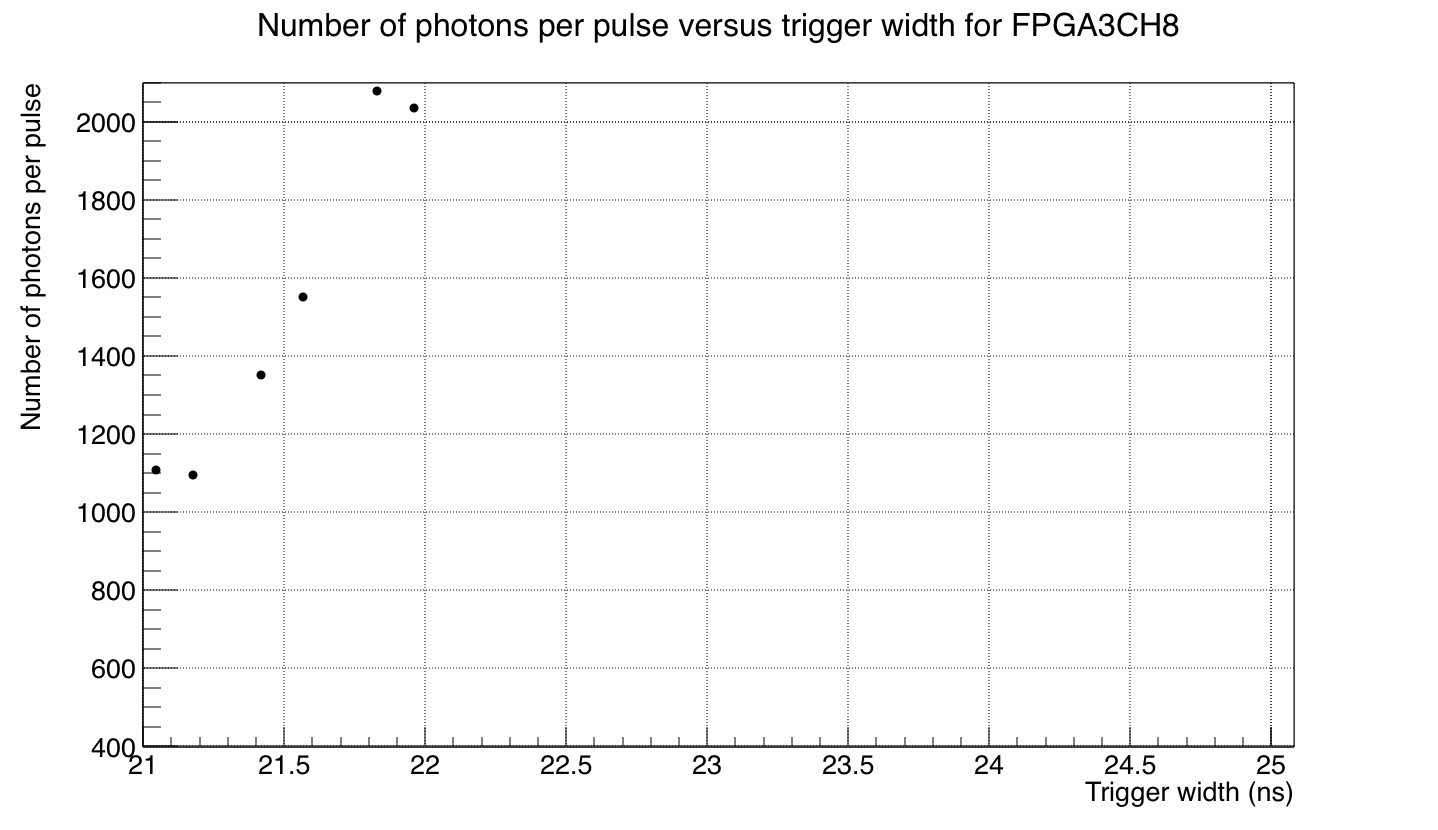 Number of photons per pulse versus trigger width for FPGA3CH8
Number of photons per pulse
2000
1800
1600
1400
1200
1000
800
600
400
21 21.5 22 22.5 23 23.5 24 24.5 25
Trigger width (ns)